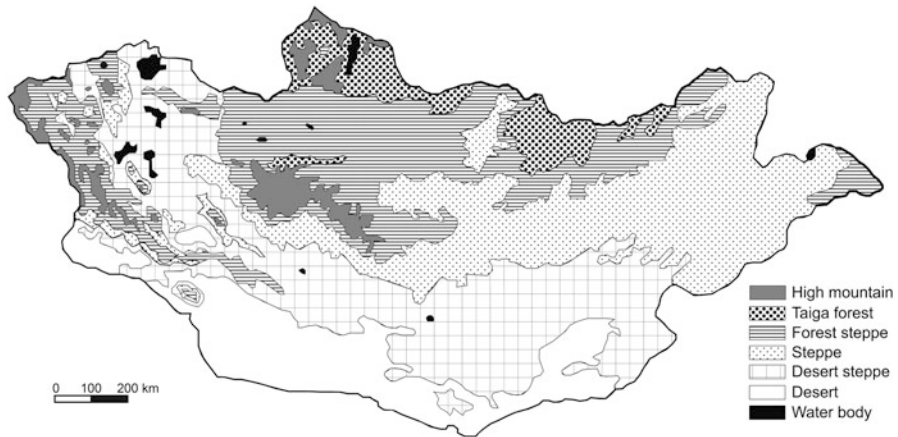 High mountain
Taiga forest
Forest steppe
Steppe
Desert steppe
Desert
Water body
0 100 200 km